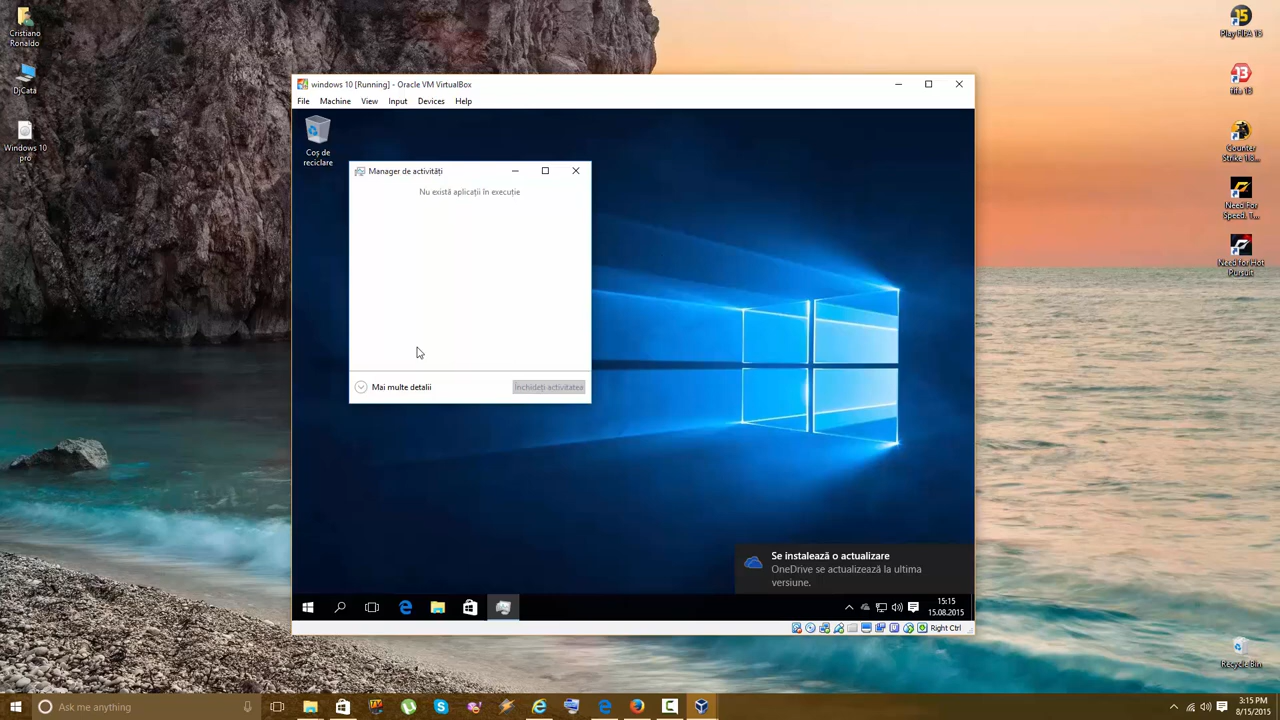 Cristiano
Ronaldo
DjCata
Windows 10
pro
Play FIFA 15
fifa 13
Counter
Strike 1.6...
Need For
Speed. T...
Need for Hot
Pursuit
Recycle Bin
windows 10 [Running] - Oracle VM VirtualBox
File Machine View Input Devices Help
Coș de
reciclare
Manager de activități
Nu există aplicații în execuție
Mai multe detalii
Închideți activitatea
Se instalează o actualizare
OneDrive se actualizează la ultima
versiune.
15:15
15.08.2015
Right Ctrl
Ask me anything
3:15 PM
8/15/2015